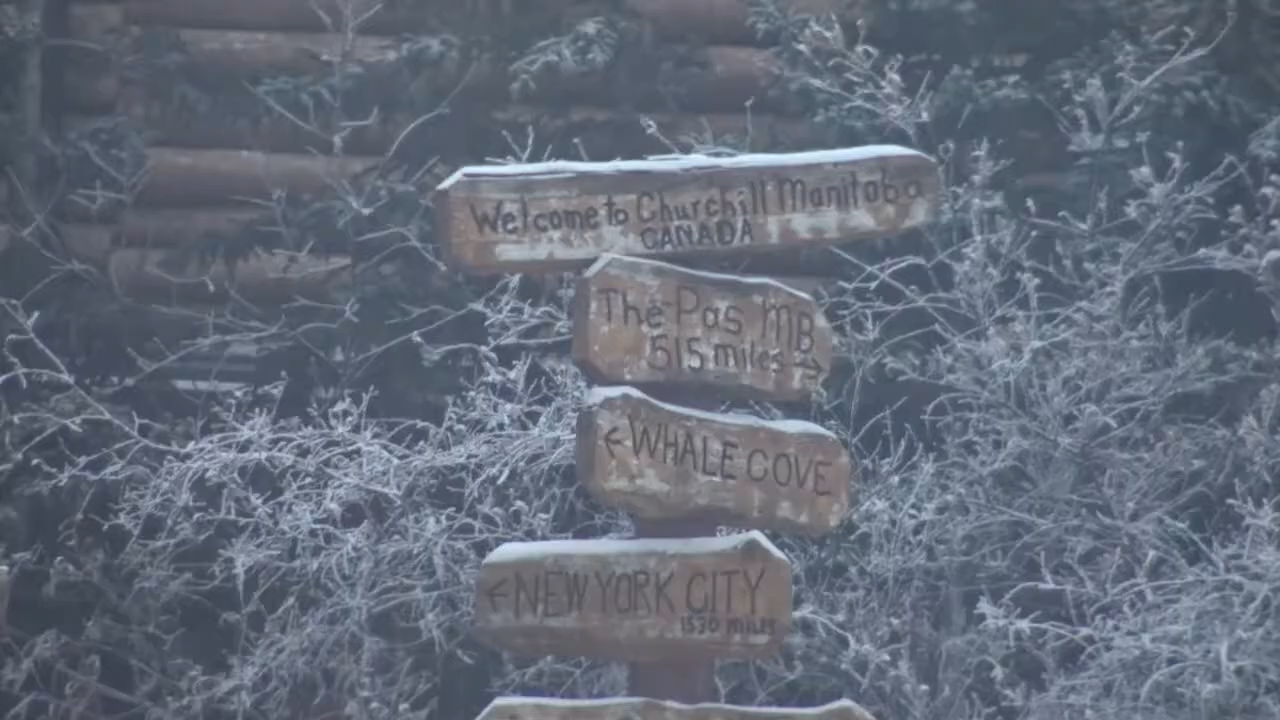 Welcome to Churchill Manitoba
CANADA
The Pas MB
515 miles →
← WHALE COVE
← NEW YORK CITY
1530 miles